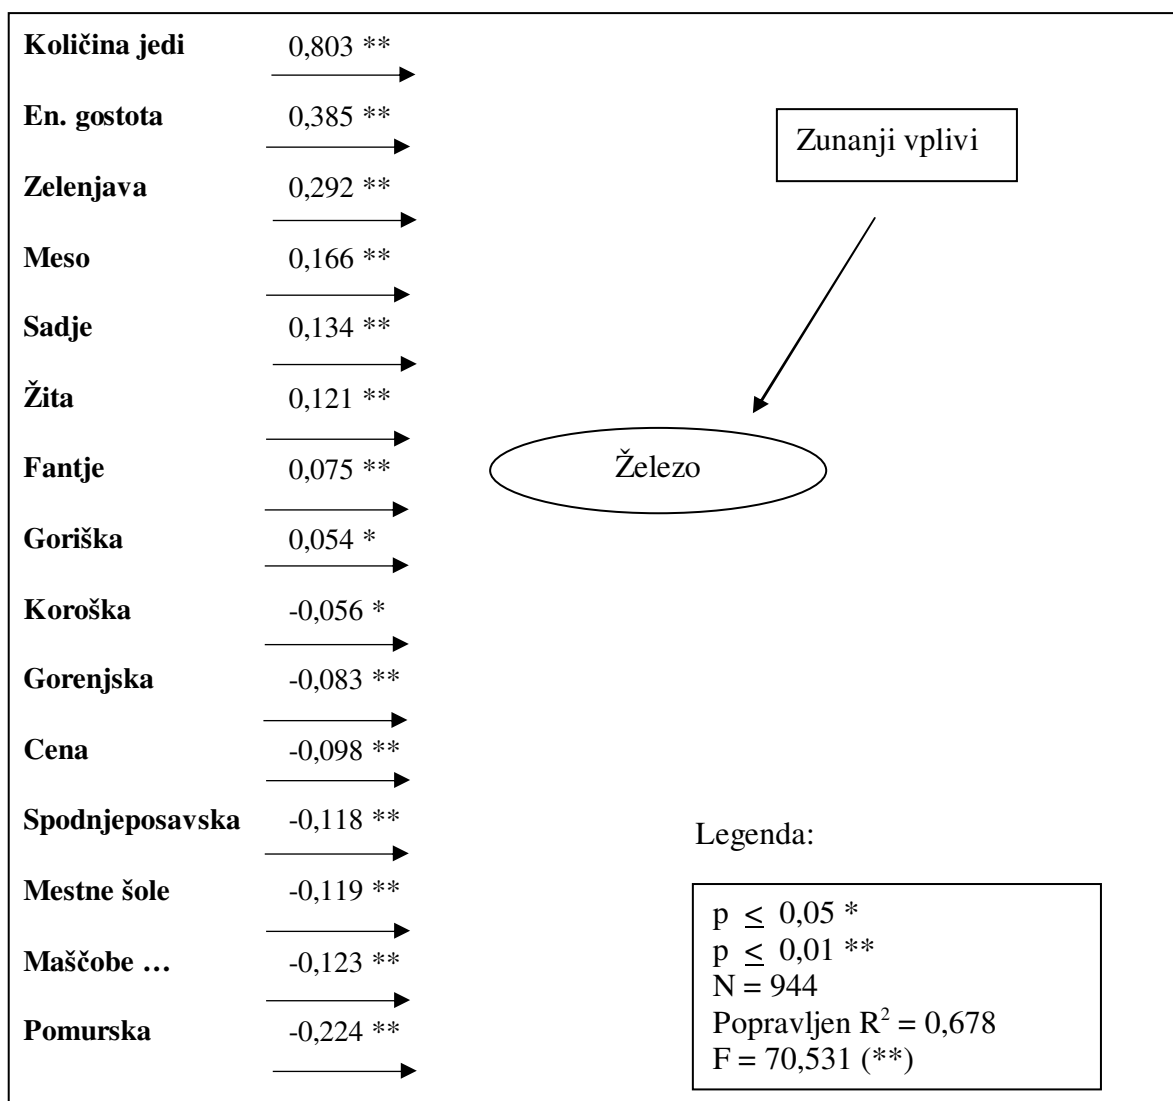 Količina jedi 0,803 **
En. gostota 0,385 **
Zunanji vplivi
Zelenjava 0,292 **
Meso 0,166 **
Sadje 0,134 **
Žita 0,121 **
Fantje 0,075 **
Železo
Goriška 0,054 *
Koroška -0,056 *
Gorenjska -0,083 **
Cena -0,098 **
Spodnjeposavska -0,118 **
Mestne šole -0,119 **
Maščobe … -0,123 **
Pomurska -0,224 **
Legenda:
p ≤ 0,05 *
p ≤ 0,01 **
N = 944
Popravljen R² = 0,678
F = 70,531 (**)